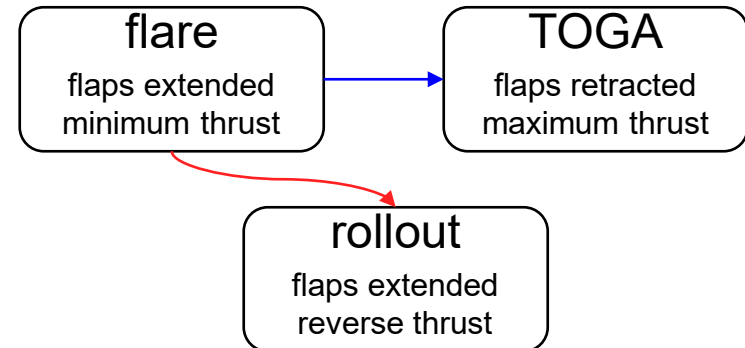 flare
flaps extended
minimum thrust
TOGA
flaps retracted
maximum thrust
rollout
flaps extended
reverse thrust